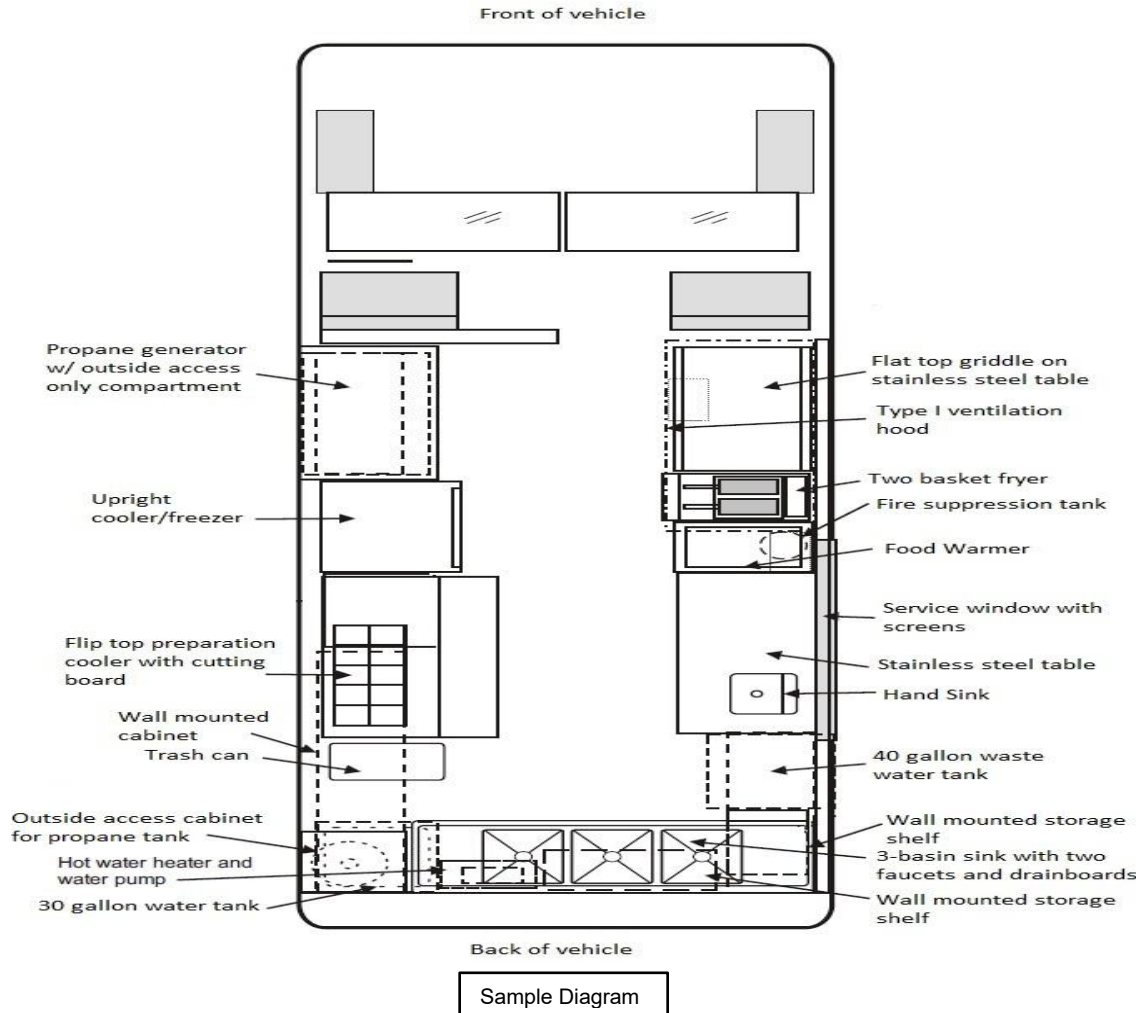 Front of vehicle
Propane generator
w/ outside access
only compartment
Upright
cooler/freezer
Flip top preparation
cooler with cutting
board
Wall mounted
cabinet
Trash can
Outside access cabinet
for propane tank
Hot water heater and
water pump
30 gallon water tank
Flat top griddle on
stainless steel table
Type I ventilation
hood
Two basket fryer
Fire suppression tank
Food Warmer
Service window with
screens
Stainless steel table
Hand Sink
40 gallon waste
water tank
Wall mounted storage
shelf
3-basin sink with two
faucets and drainboards
Wall mounted storage
shelf
Back of vehicle
Sample Diagram